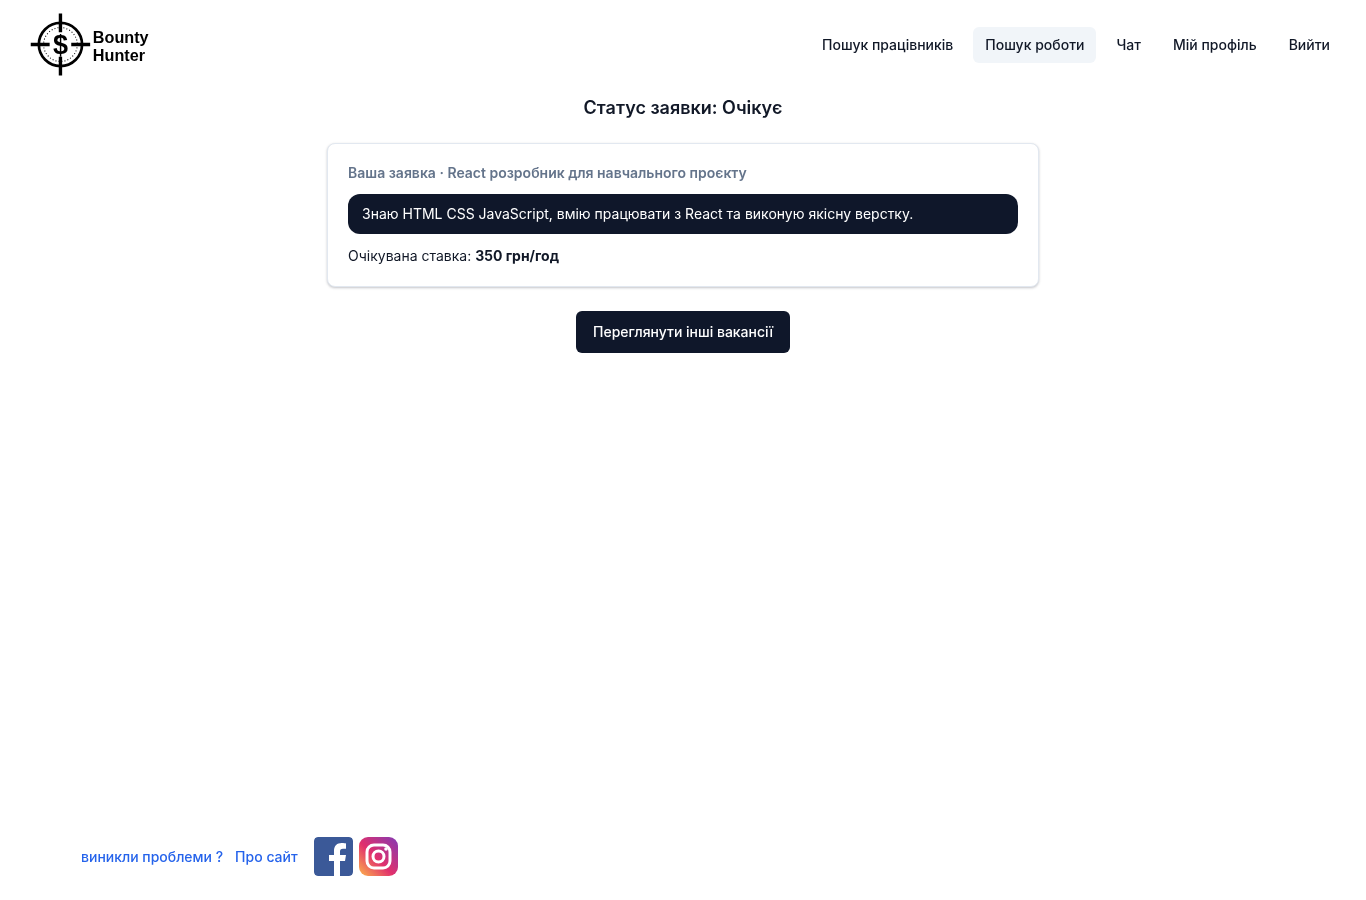 $ Bounty
Hunter
Пошук працівників Пошук роботи Чат Мій профіль Вийти
Статус заявки: Очікує
Ваша заявка · React розробник для навчального проєкту
Знаю HTML CSS JavaScript, вмію працювати з React та виконую якісну верстку.
Очікувана ставка: 350 грн/год
Переглянути інші вакансії
виникли проблеми ? Про сайт